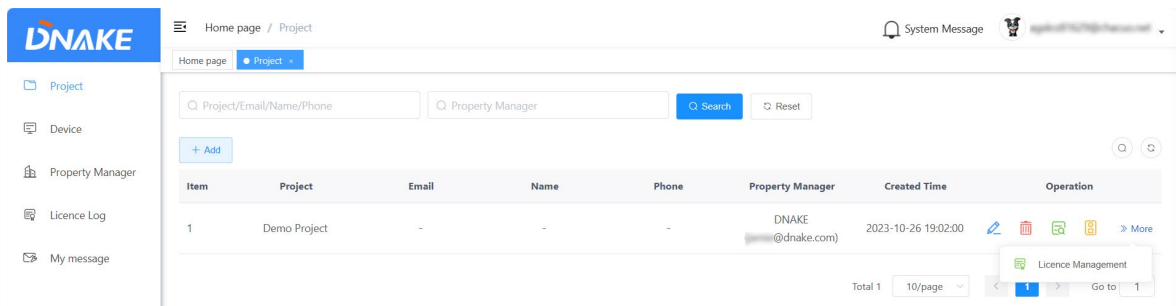 DNAKE
Home page / Project
System Message
Home page
Project ×
Project
Device
Property Manager
Licence Log
My message
Project/Email/Name/Phone
Property Manager
Search
Reset
+ Add
Item Project Email Name Phone Property Manager Created Time Operation
1 Demo Project - - - DNAKE 2023-10-26 19:02:00 » More
@dnake.com)
Licence Management
Total 1 10/page < 1 > Go to 1